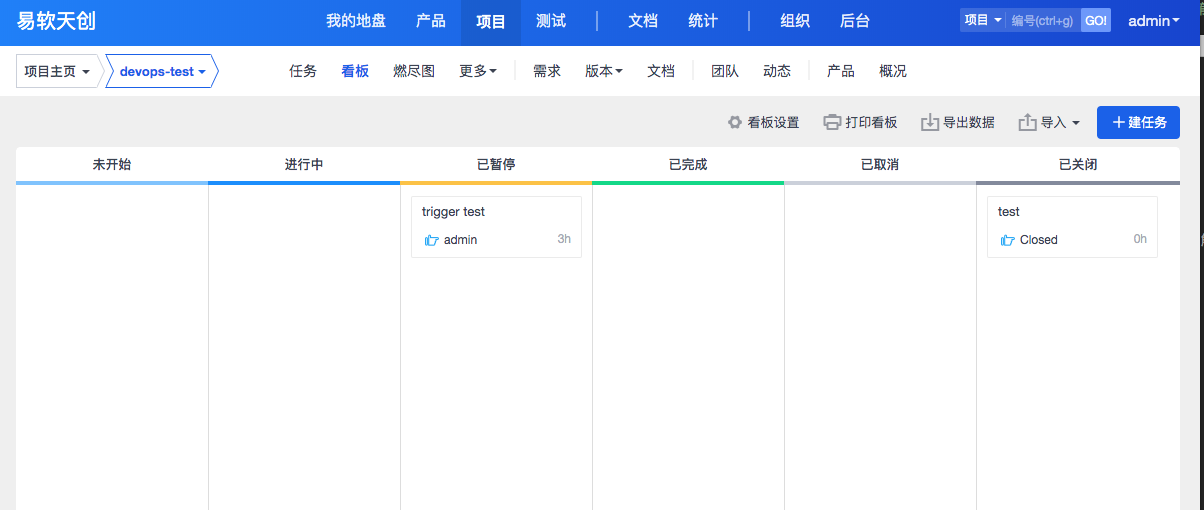 易软天创 我的地盘 产品 项目 测试 文档 统计 组织 后台 项目 编号(ctrl+g) GO! admin
项目主页 devops-test 任务 看板 燃尽图 更多 需求 版本 文档 团队 动态 产品 概况
看板设置 打印看板 导出数据 导入 建任务
未开始 进行中 已暂停 已完成 已取消 已关闭
trigger test test
admin 3h Closed 0h